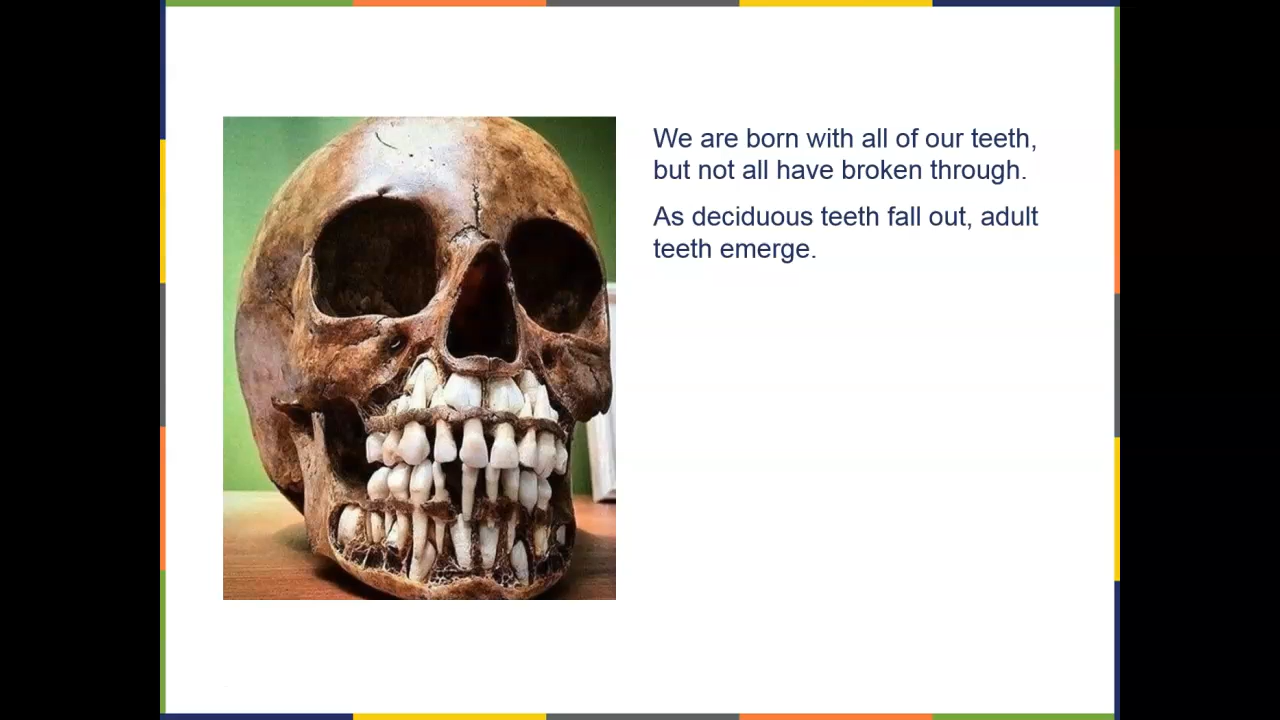 We are born with all of our teeth,
but not all have broken through.
As deciduous teeth fall out, adult
teeth emerge.